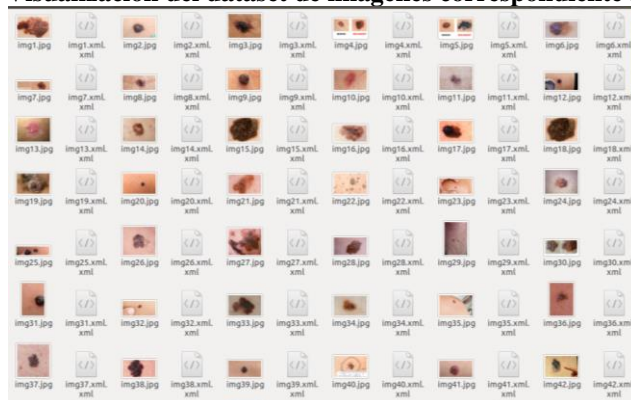 Visualización del dataset de imágenes correspondiente
img1.jpg img1.xml.xml img2.jpg img2.xml.xml img3.jpg img3.xml.xml img4.jpg img4.xml.xml img5.jpg img5.xml.xml img6.jpg img6.xml.xml
img7.jpg img7.xml.xml img8.jpg img8.xml.xml img9.jpg img9.xml.xml img10.jpg img10.xml.xml img11.jpg img11.xml.xml img12.jpg img12.xml.xml
img13.jpg img13.xml.xml img14.jpg img14.xml.xml img15.jpg img15.xml.xml img16.jpg img16.xml.xml img17.jpg img17.xml.xml img18.jpg img18.xml.xml
img19.jpg img19.xml.xml img20.jpg img20.xml.xml img21.jpg img21.xml.xml img22.jpg img22.xml.xml img23.jpg img23.xml.xml img24.jpg img24.xml.xml
img25.jpg img25.xml.xml img26.jpg img26.xml.xml img27.jpg img27.xml.xml img28.jpg img28.xml.xml img29.jpg img29.xml.xml img30.jpg img30.xml.xml
img31.jpg img31.xml.xml img32.jpg img32.xml.xml img33.jpg img33.xml.xml img34.jpg img34.xml.xml img35.jpg img35.xml.xml img36.jpg img36.xml.xml
img37.jpg img37.xml.xml img38.jpg img38.xml.xml img39.jpg img39.xml.xml img40.jpg img40.xml.xml img41.jpg img41.xml.xml img42.jpg img42.xml.xml